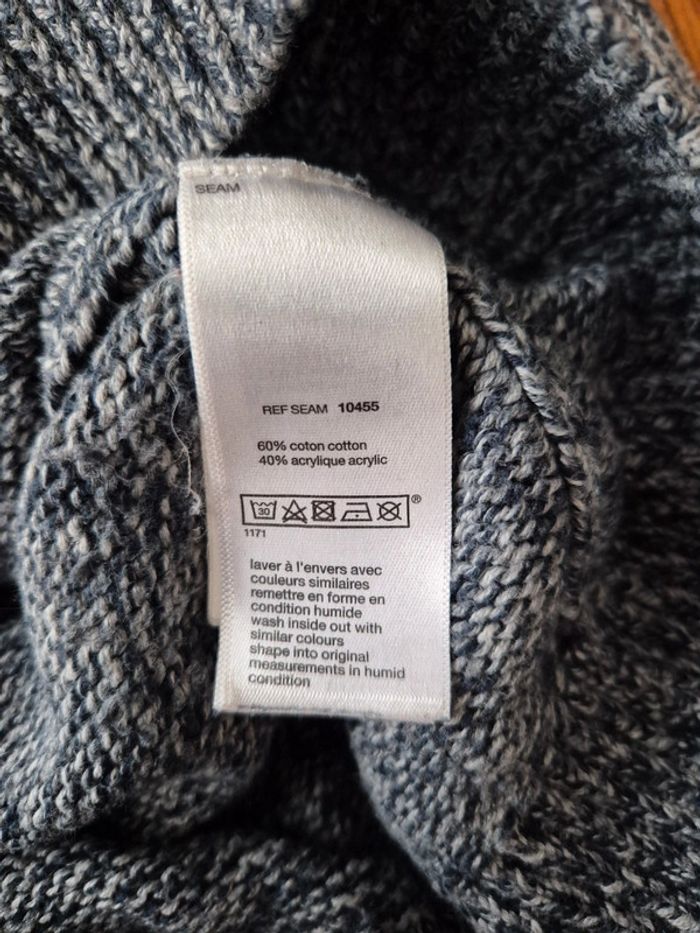 SEAM
REF SEAM 10455
60% coton cotton
40% acrylique acrylic
30
®
1171
laver à l'envers avec
couleurs similaires
remettre en forme en
condition humide
wash inside out with
similar colours
shape into original
measurements in humid
condition